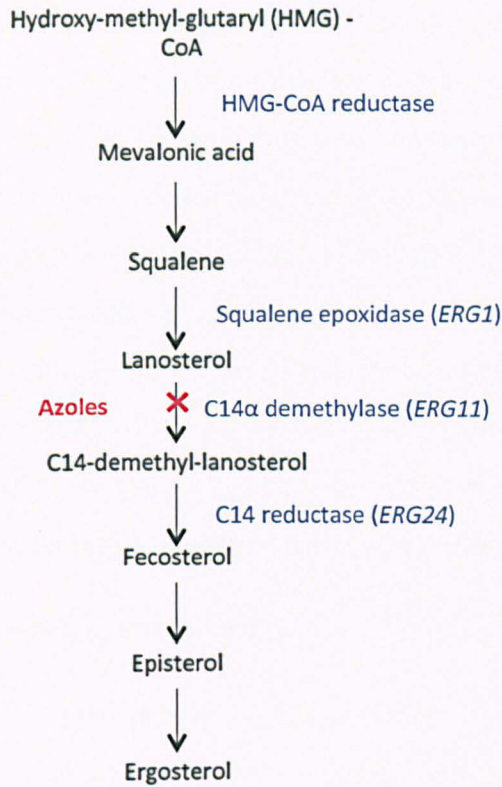 Hydroxy-methyl-glutaryl (HMG) -
CoA
HMG-CoA reductase
Mevalonic acid
Squalene
Squalene epoxidase (ERG1)
Lanosterol
Azoles
C14α demethylase (ERG11)
C14-demethyl-lanosterol
C14 reductase (ERG24)
Fecosterol
Episterol
Ergosterol